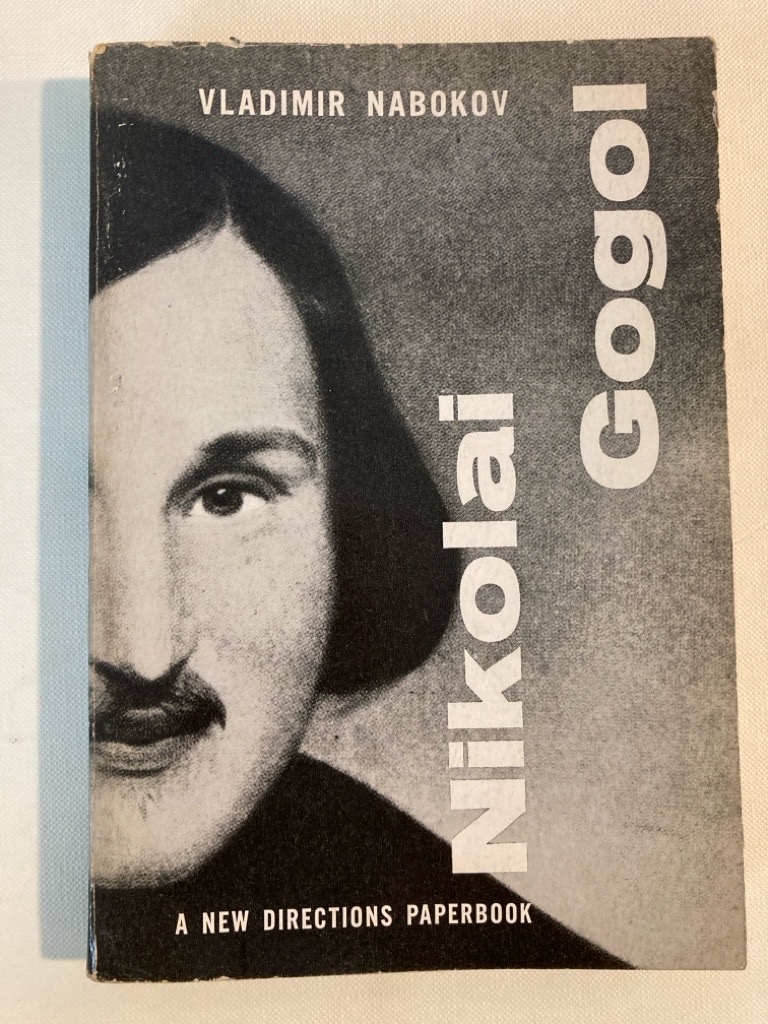 VLADIMIR NABOKOV
Nikolai
Gogol
A NEW DIRECTIONS PAPERBOOK